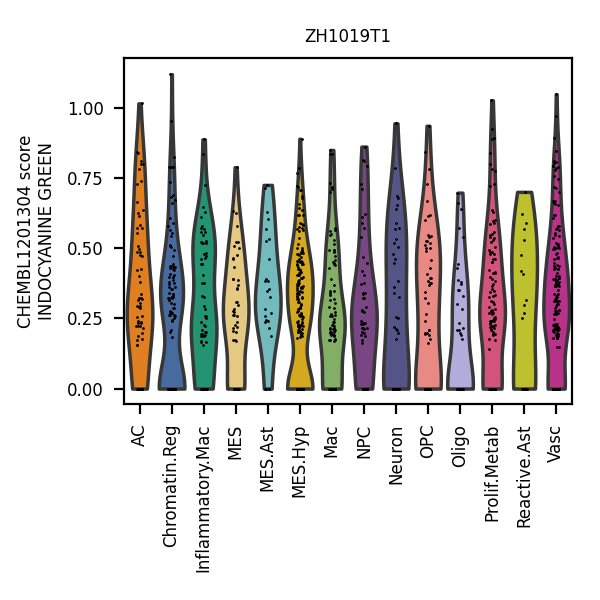 ZH1019T1
CHEMBL1201304 score
INDOCYANINE GREEN
1.00
0.75
0.50
0.25
0.00
AC
Chromatin.Reg
Inflammatory.Mac
MES
MES.Ast
MES.Hyp
Mac
NPC
Neuron
OPC
Oligo
Prolif.Metab
Reactive.Ast
Vasc